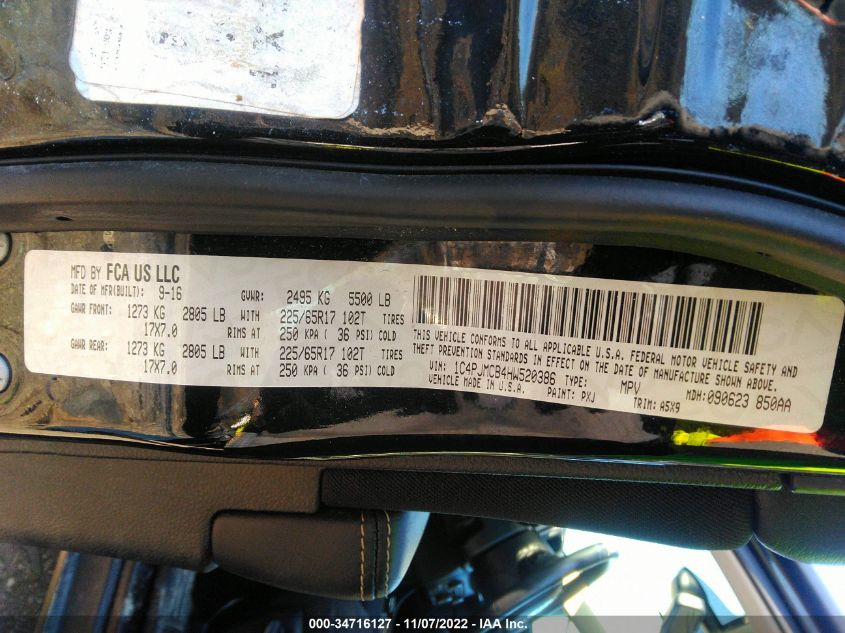 MFD BY FCA US LLC
DATE OF MFR(BUILT): 9-16 GVWR: 2495 KG 5500 LB
GAWR FRONT: 1273 KG 2805 LB WITH 225/65R17 102T TIRES
17X7.0 RIMS AT 250 KPA ( 36 PSI) COLD
GAWR REAR: 1273 KG 2805 LB WITH 225/65R17 102T TIRES
17X7.0 RIMS AT 250 KPA ( 36 PSI) COLD
THIS VEHICLE CONFORMS TO ALL APPLICABLE U.S.A. FEDERAL MOTOR VEHICLE SAFETY AND
THEFT PREVENTION STANDARDS IN EFFECT ON THE DATE OF MANUFACTURE SHOWN ABOVE.
VIN: 1C4PJMCB4HW520386 TYPE: MPV MDH:090623 850AA
VEHICLE MADE IN U.S.A. PAINT: PXJ TRIM: A5X9
000-34716127 - 11/07/2022 - IAA Inc.